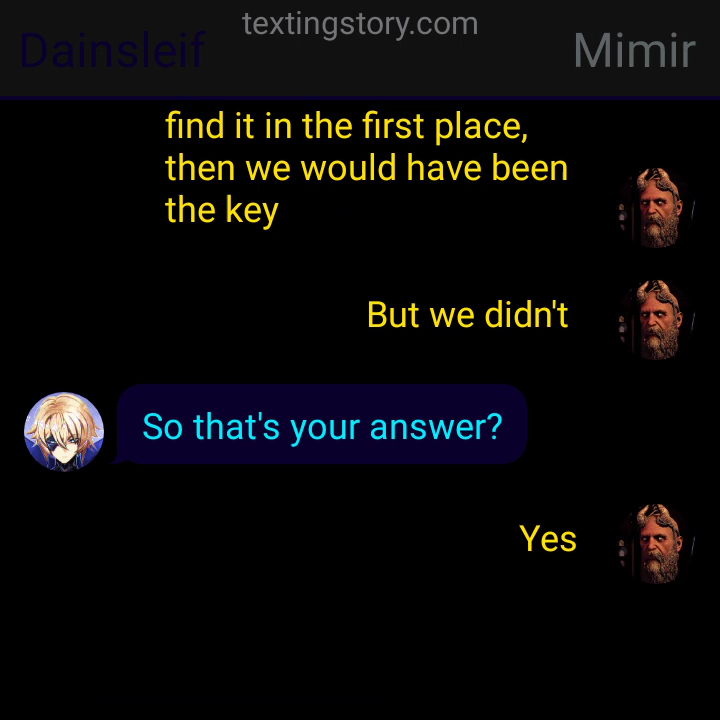 textingstory.com
Dainsleif
Mimir
find it in the first place,
then we would have been
the key
But we didn't
So that's your answer?
Yes